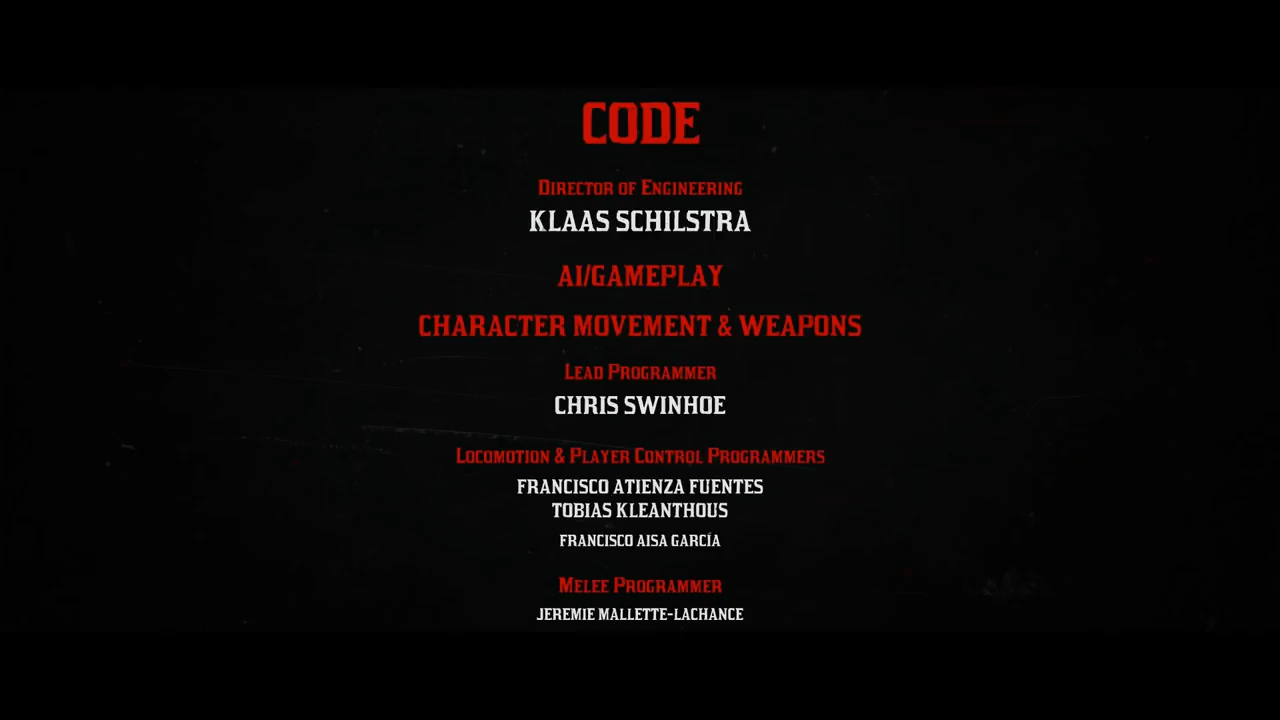 CODE
Director of Engineering
KLAAS SCHILSTRA
AI/GAMEPLAY
CHARACTER MOVEMENT & WEAPONS
Lead Programmer
CHRIS SWINHOE
Locomotion & Player Control Programmers
FRANCISCO ATIENZA FUENTES
TOBIAS KLEANTHOUS
FRANCISCO AISA GARCÍA
Melee Programmer
JEREMIE MALLETTE-LACHANCE